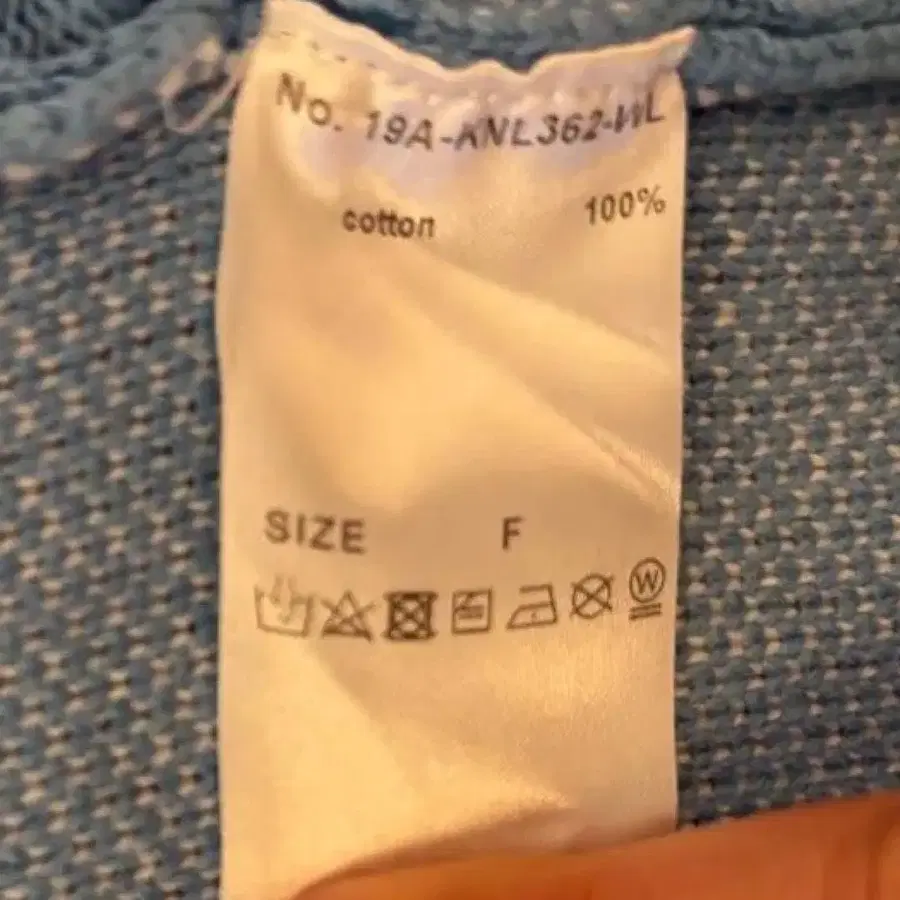 No. 19A-KNL362-WL
cotton 100%
SIZE F
W